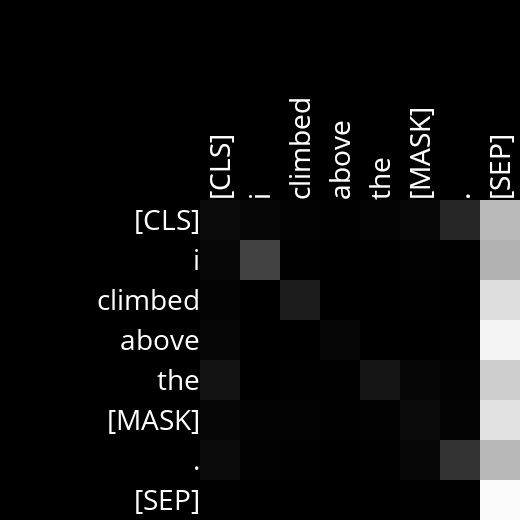 [CLS] i climbed above the [MASK] . [SEP]
[CLS]
i
climbed
above
the
[MASK]
.
[SEP]